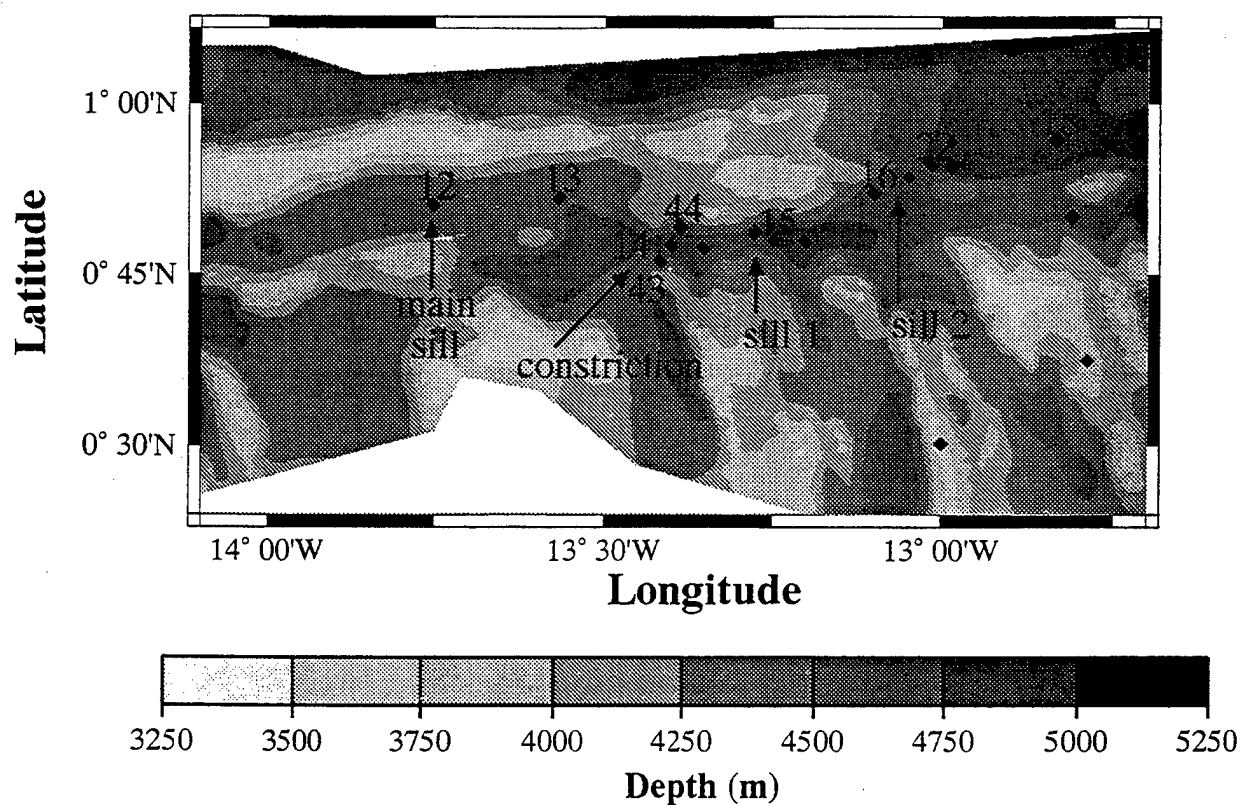 Latitude
1° 00'N
0° 45'N
0° 30'N
12
13
44
16
22
15
14
43
main
sill
constriction
sill 1
sill 2
14° 00'W
13° 30'W
13° 00'W
Longitude
3250 3500 3750 4000 4250 4500 4750 5000 5250
Depth (m)